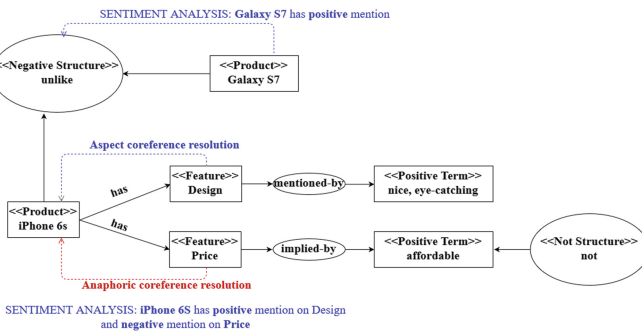 SENTIMENT ANALYSIS: Galaxy S7 has positive mention
<<Negative Structure>>
unlike
<<Product>>
Galaxy S7
Aspect coreference resolution
<<Product>>
iPhone 6s
has
<<Feature>>
Design
mentioned-by
<<Positive Term>>
nice, eye-catching
has
<<Feature>>
Price
implied-by
<<Positive Term>>
affordable
<<Not Structure>>
not
Anaphoric coreference resolution
SENTIMENT ANALYSIS: iPhone 6S has positive mention on Design
and negative mention on Price